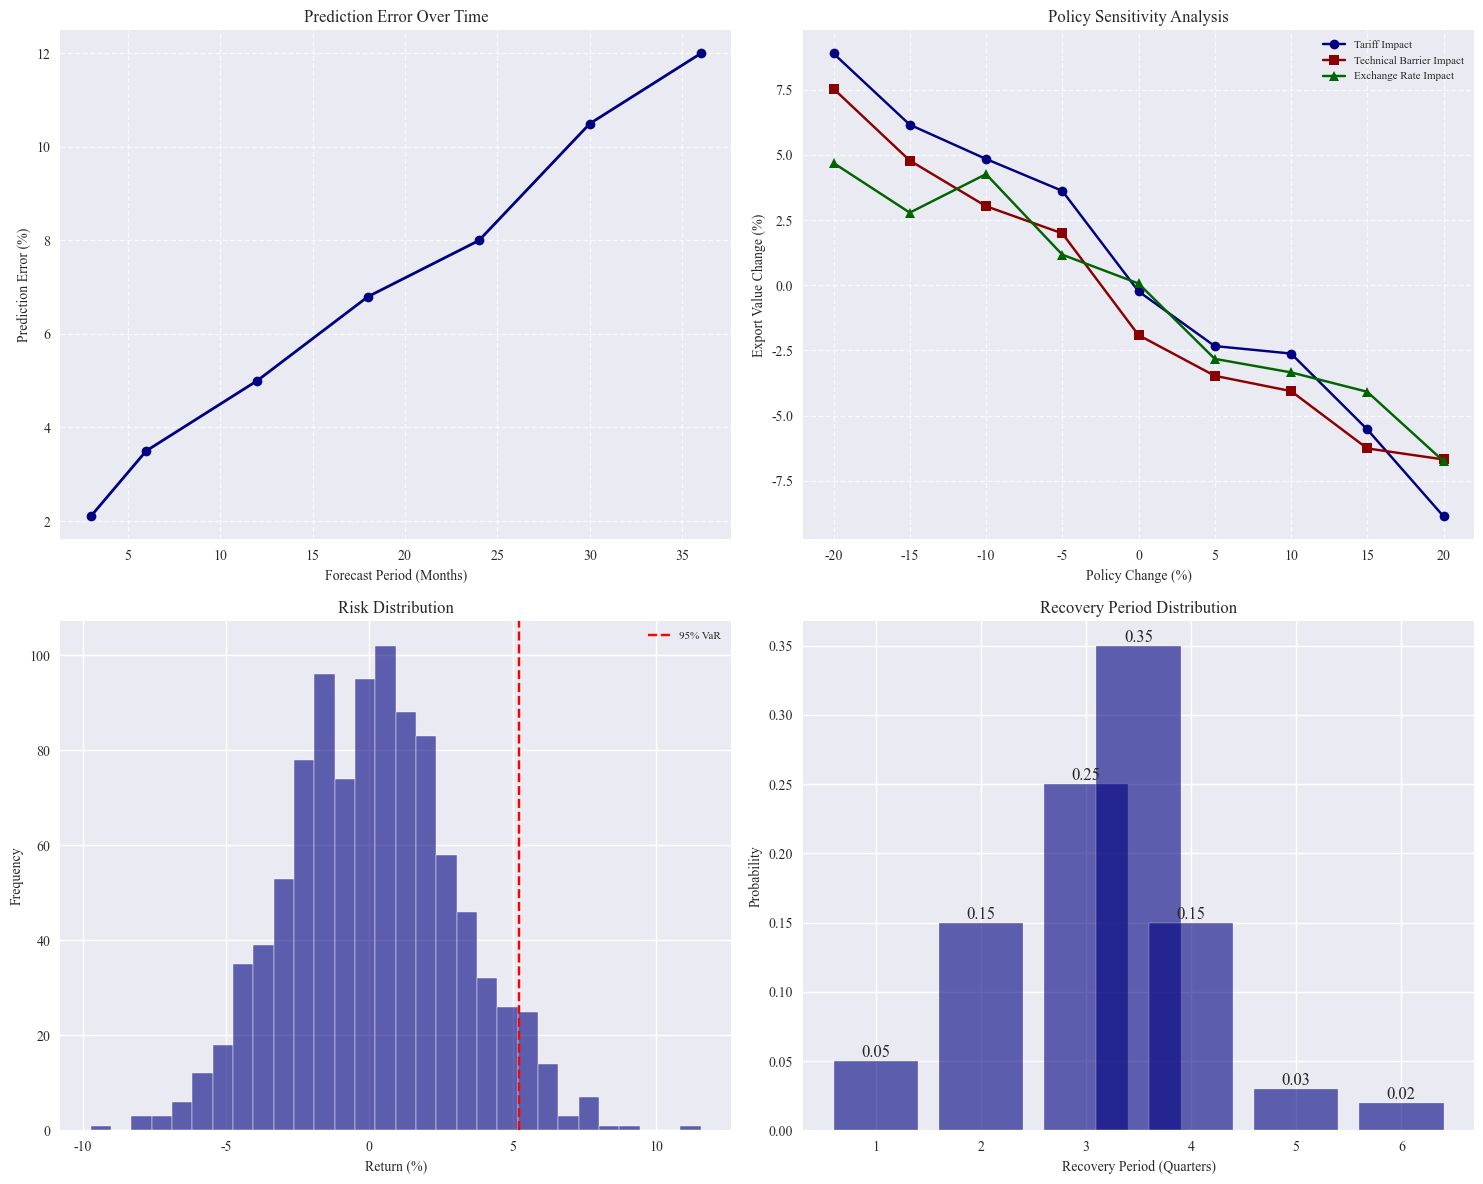 Prediction Error Over Time
Prediction Error (%)
12
10
8
6
4
2
5 10 15 20 25 30 35
Forecast Period (Months)
Policy Sensitivity Analysis
Tariff Impact
Technical Barrier Impact
Exchange Rate Impact
Export Value Change (%)
7.5
5.0
2.5
0.0
-2.5
-5.0
-7.5
-20 -15 -10 -5 0 5 10 15 20
Policy Change (%)
Risk Distribution
95% VaR
Frequency
100
80
60
40
20
0
-10 -5 0 5 10
Return (%)
Recovery Period Distribution
Probability
0.35
0.30
0.25
0.20
0.15
0.10
0.05
0.00
0.05
0.15
0.25
0.35
0.15
0.03
0.02
1 2 3 4 5 6
Recovery Period (Quarters)